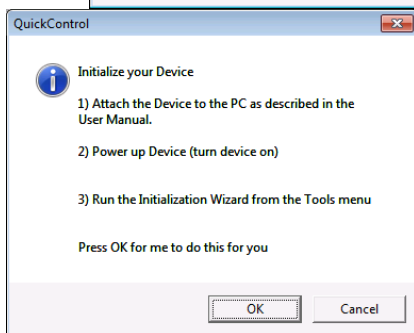 QuickControl
Initialize your Device
1) Attach the Device to the PC as described in the
User Manual.
2) Power up Device (turn device on)
3) Run the Initialization Wizard from the Tools menu
Press OK for me to do this for you
OK
Cancel